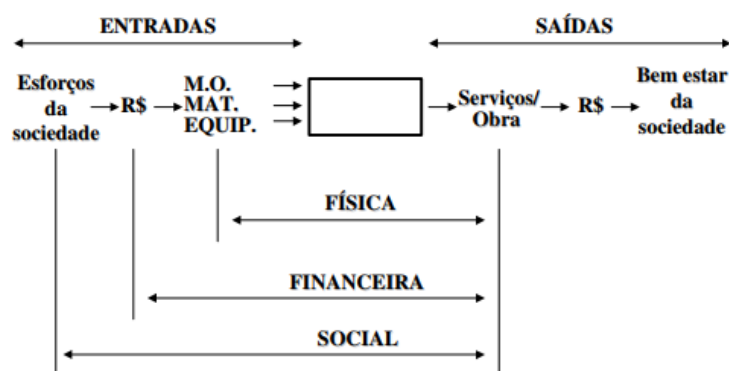 ENTRADAS
SAÍDAS
Esforços
da
sociedade
R$
M.O.
MAT.
EQUIP.
Serviços/
Obra
R$
Bem estar
da
sociedade
FÍSICA
FINANCEIRA
SOCIAL